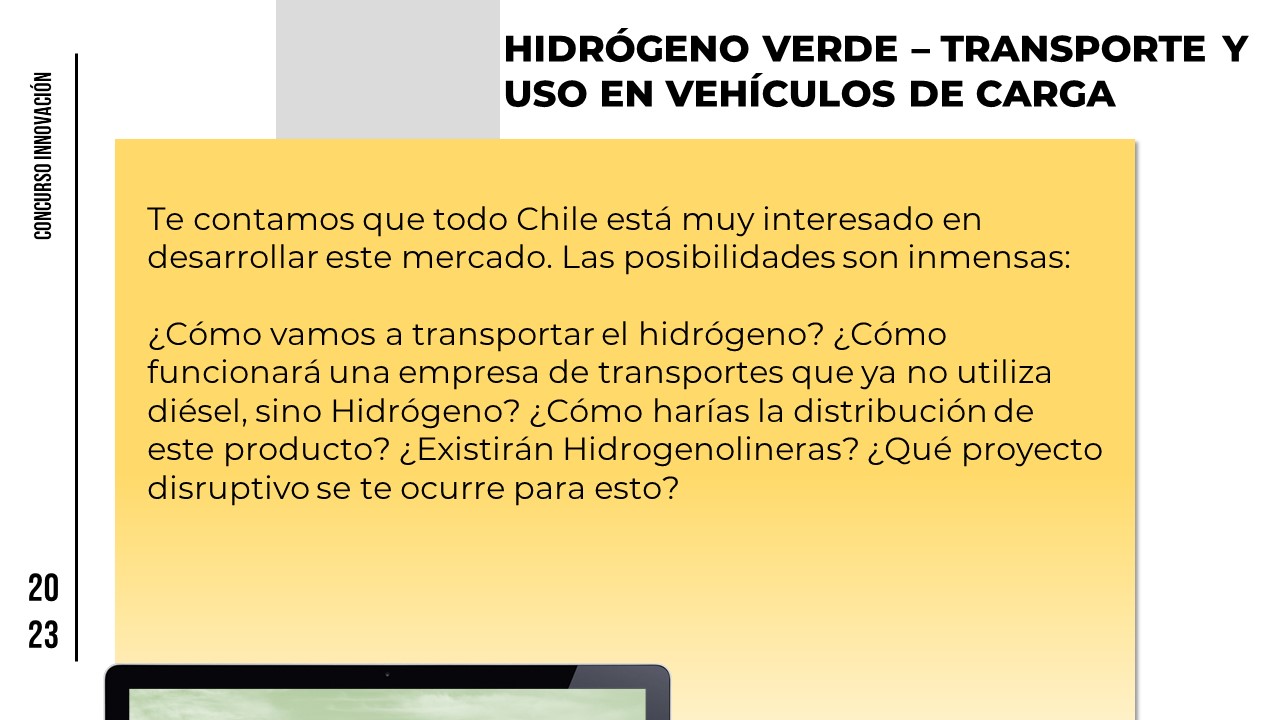 HIDRÓGENO VERDE – TRANSPORTE Y
USO EN VEHÍCULOS DE CARGA
CONCURSO INNOVACIÓN
Te contamos que todo Chile está muy interesado en
desarrollar este mercado. Las posibilidades son inmensas:
¿Cómo vamos a transportar el hidrógeno? ¿Cómo
funcionará una empresa de transportes que ya no utiliza
diésel, sino Hidrógeno? ¿Cómo harías la distribución de
este producto? ¿Existirán Hidrogenolineras? ¿Qué proyecto
disruptivo se te ocurre para esto?
20
23